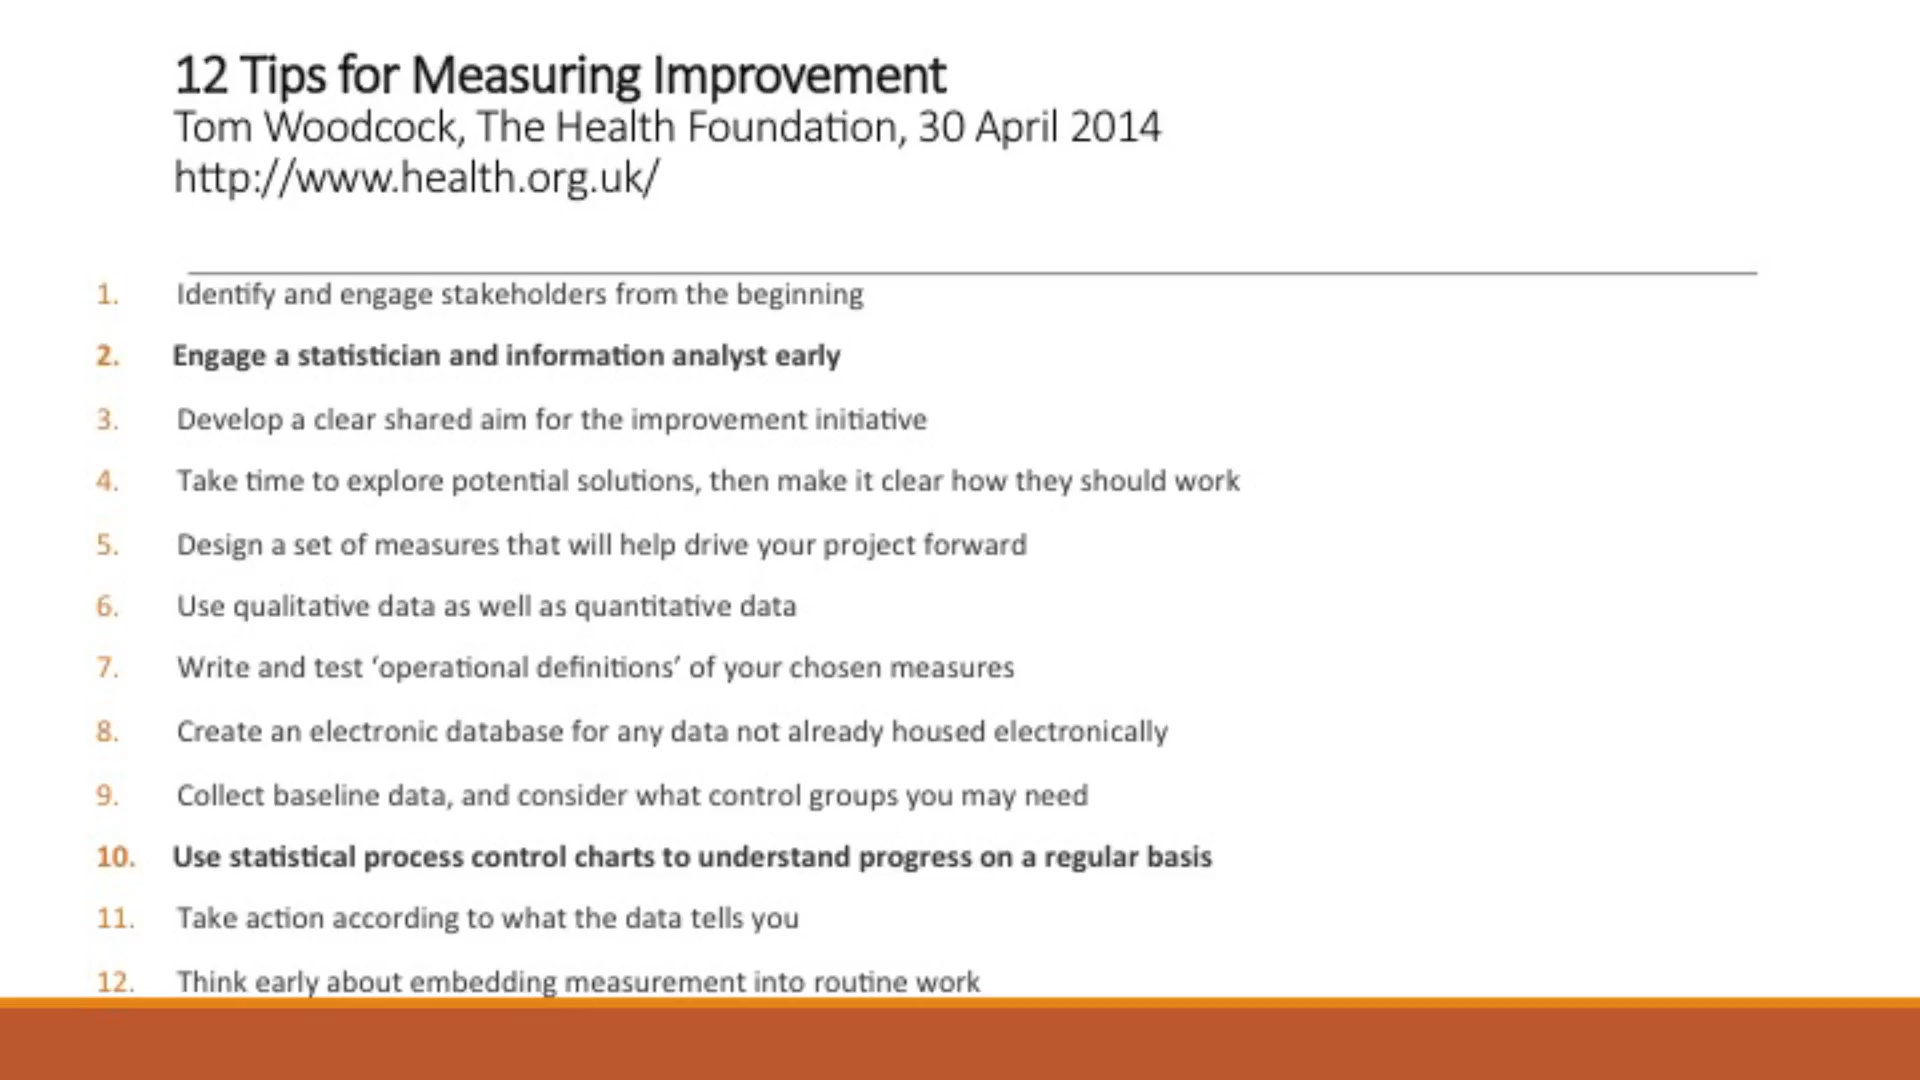 12 Tips for Measuring Improvement
Tom Woodcock, The Health Foundation, 30 April 2014
http://www.health.org.uk/
1. Identify and engage stakeholders from the beginning
2. Engage a statistician and information analyst early
3. Develop a clear shared aim for the improvement initiative
4. Take time to explore potential solutions, then make it clear how they should work
5. Design a set of measures that will help drive your project forward
6. Use qualitative data as well as quantitative data
7. Write and test ‘operational definitions’ of your chosen measures
8. Create an electronic database for any data not already housed electronically
9. Collect baseline data, and consider what control groups you may need
10. Use statistical process control charts to understand progress on a regular basis
11. Take action according to what the data tells you
12. Think early about embedding measurement into routine work